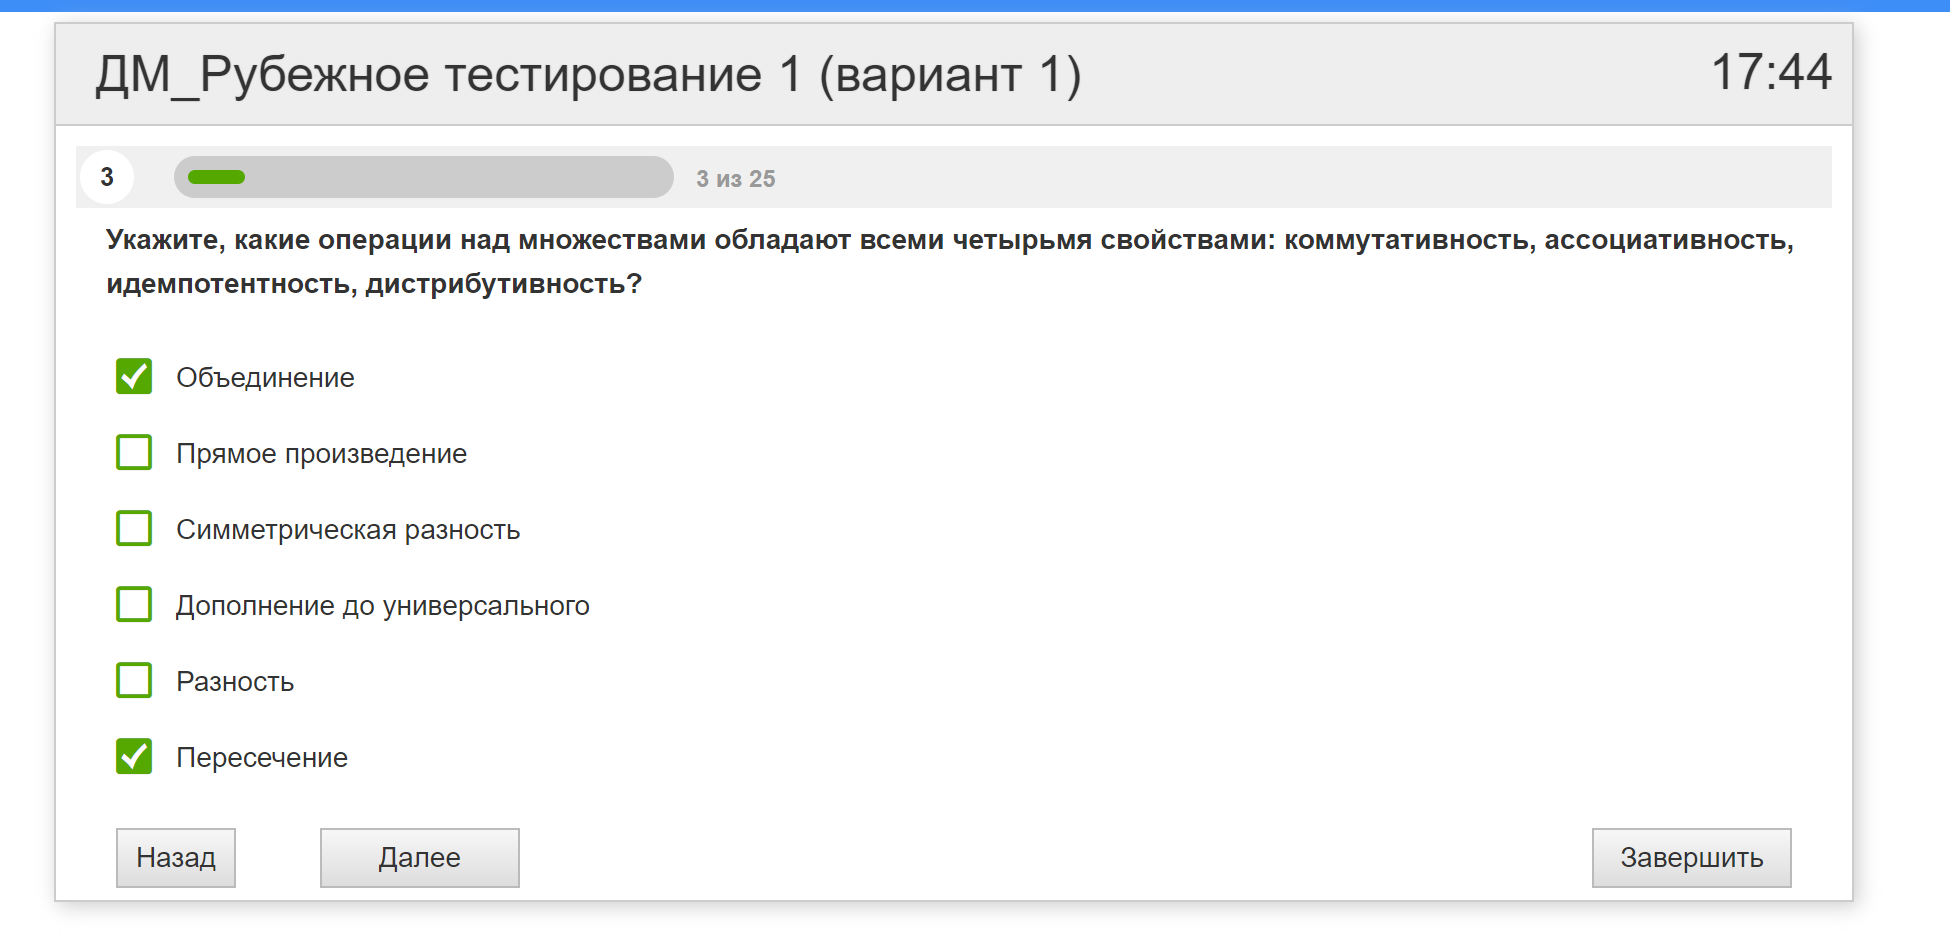 ДМ_Рубежное тестирование 1 (вариант 1)
17:44
3
3 из 25
Укажите, какие операции над множествами обладают всеми четырьмя свойствами: коммутативность, ассоциативность,
идемпотентность, дистрибутивность?
Объединение
Прямое произведение
Симметрическая разность
Дополнение до универсального
Разность
Пересечение
Назад
Далее
Завершить